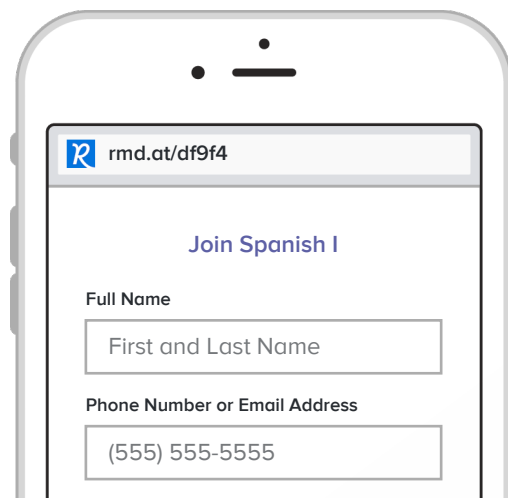 rmd.at/df9f4
Join Spanish I
Full Name
First and Last Name
Phone Number or Email Address
(555) 555-5555